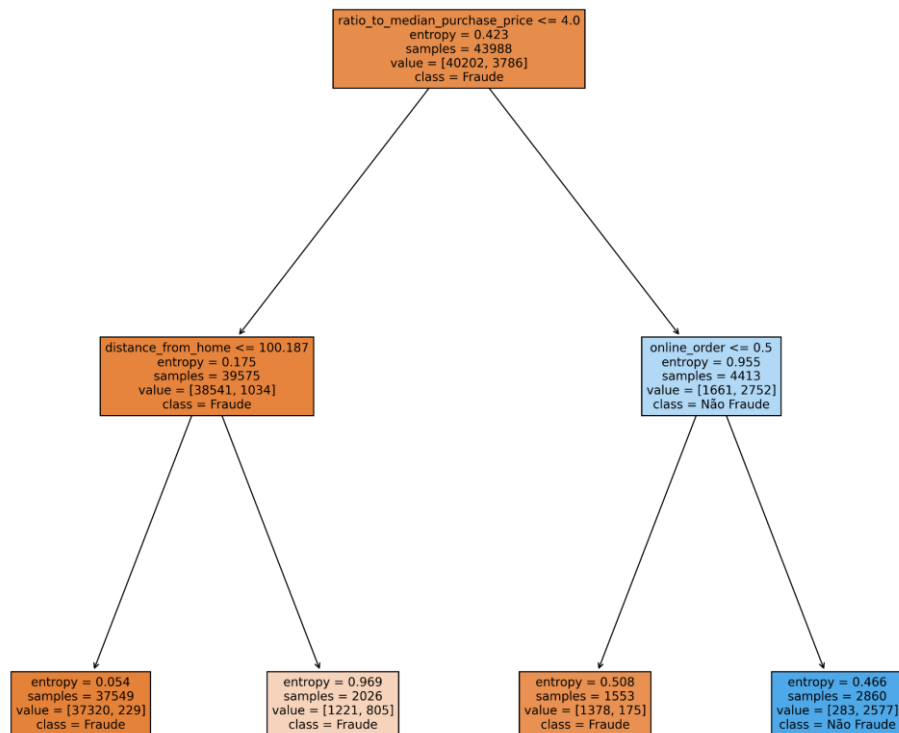 ratio_to_median_purchase_price <= 4.0
entropy = 0.423
samples = 43988
value = [40202, 3786]
class = Fraude
distance_from_home <= 100.187
entropy = 0.175
samples = 39575
value = [38541, 1034]
class = Fraude
online_order <= 0.5
entropy = 0.955
samples = 4413
value = [1661, 2752]
class = Não Fraude
entropy = 0.054
samples = 37549
value = [37320, 229]
class = Fraude
entropy = 0.969
samples = 2026
value = [1221, 805]
class = Fraude
entropy = 0.508
samples = 1553
value = [1378, 175]
class = Fraude
entropy = 0.466
samples = 2860
value = [283, 2577]
class = Não Fraude